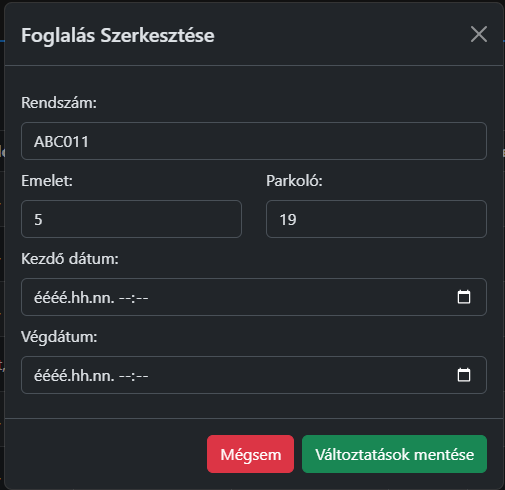 Foglalás Szerkesztése
Rendszám:
ABC011
Emelet: Parkoló:
5 19
Kezdő dátum:
éééé.hh.nn. --:--
Végdátum:
éééé.hh.nn. --:--
Mégsem Változtatások mentése